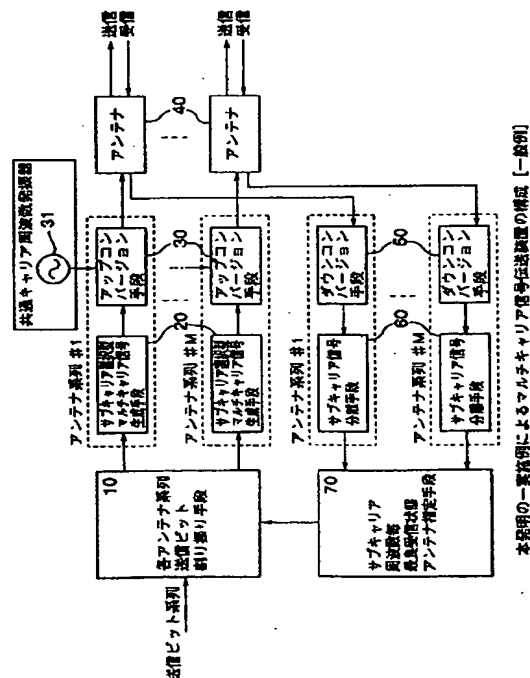 共通キャリア周波数発振器
31
アンテナ系列 #1
サブキャリア選択型
マルチキャリア信号
生成手段
20
アップコン
バージョン
手段
30
アンテナ
40
送信
受信
アンテナ系列 #M
サブキャリア選択型
マルチキャリア信号
生成手段
アップコン
バージョン
手段
アンテナ
送信
受信
送信ビット系列
10
各アンテナ系列
送信ビット
割り振り手段
アンテナ系列 #1
サブキャリア信号
分離手段
60
ダウンコン
バージョン
手段
60
アンテナ系列 #M
サブキャリア信号
分離手段
ダウンコン
バージョン
手段
70
サブキャリア
周波数毎
最良受信状態
アンテナ指定手段
本発明の一実施例によるマルチキャリア信号伝送装置の構成 [一般例]